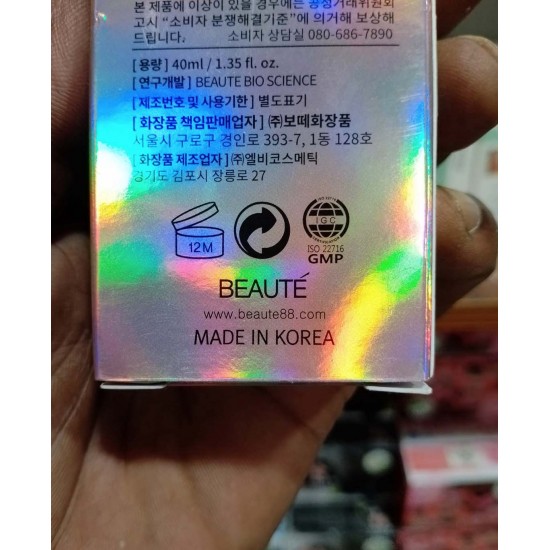 본 제품에 이상이 있을 경우에는 공정거래위원회
고시 "소비자 분쟁해결기준"에 의거해 보상해
드립니다. 소비자 상담실 080-686-7890
[용량] 40ml / 1.35 fl. oz.
[연구개발] BEAUTE BIO SCIENCE
[제조번호 및 사용기한] 별도표기
[화장품 책임판매업자] ㈜보떼화장품
서울시 구로구 경인로 393-7, 1동 128호
[화장품 제조업자] ㈜엘비코스메틱
경기도 김포시 장릉로 27
12M
IGC
ISO 22716
GMP
BEAUTÉ
www.beaute88.com
MADE IN KOREA